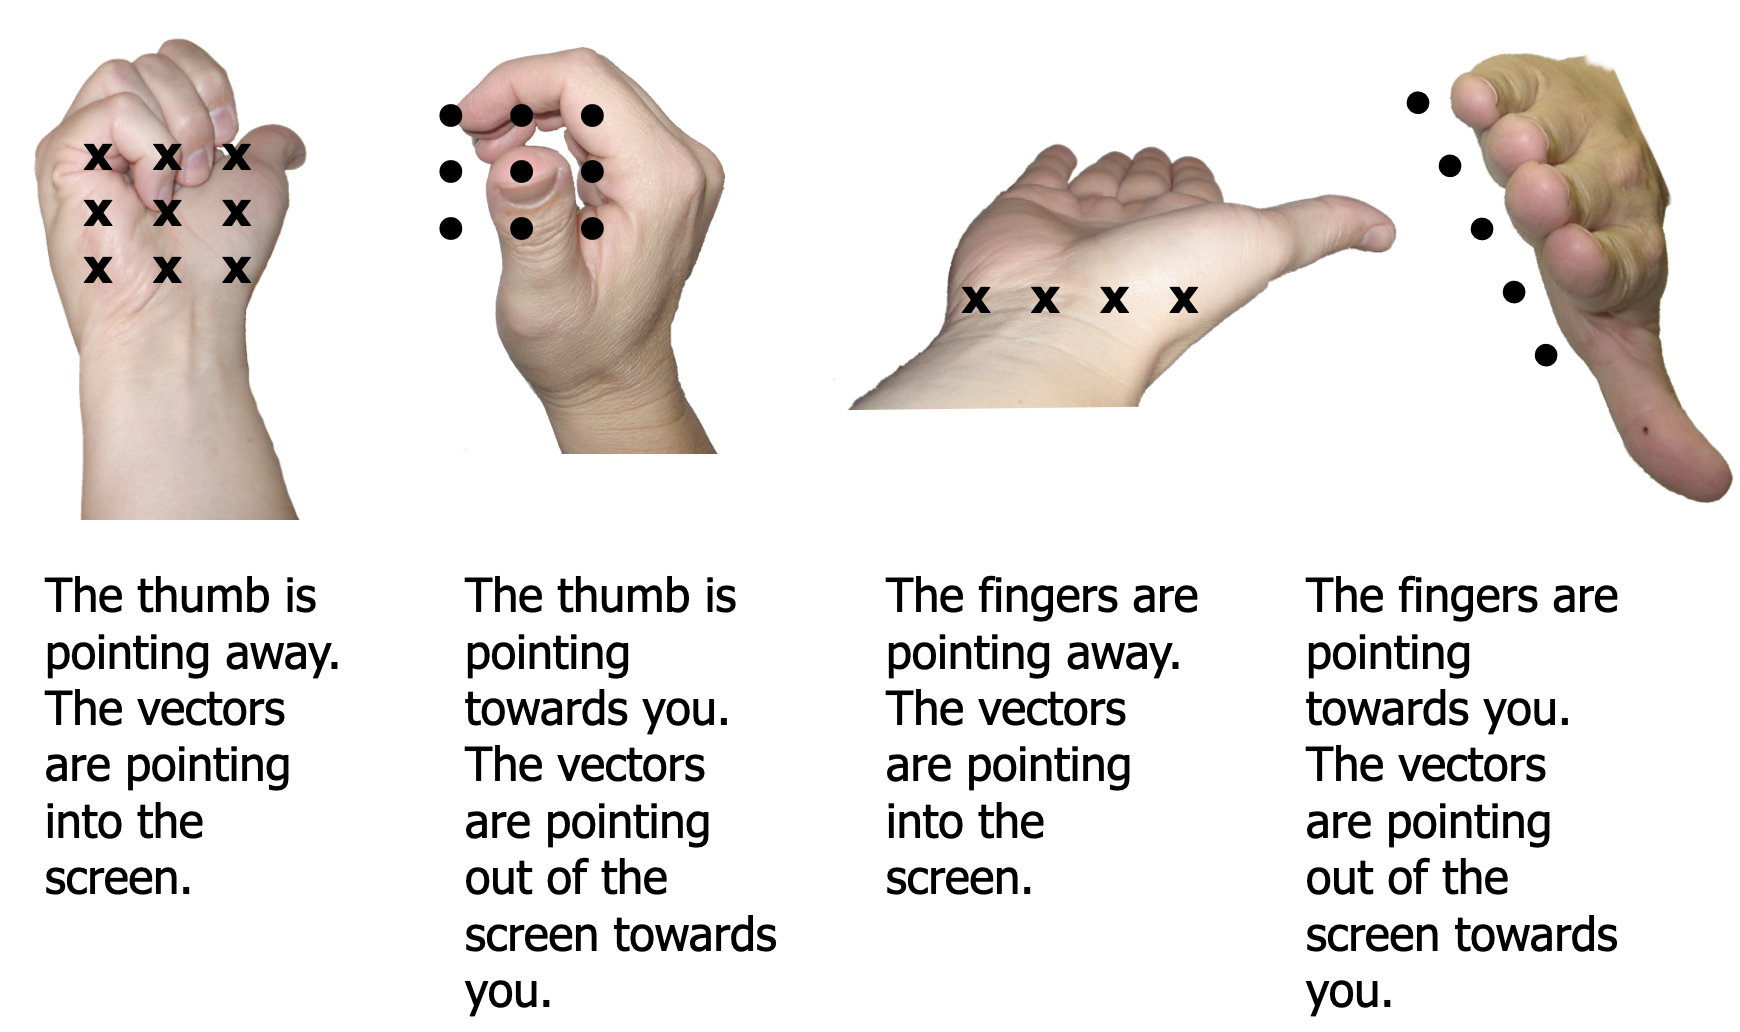 x x x
x x x
x x x
x x x x
The thumb is
pointing away.
The vectors
are pointing
into the
screen.
The thumb is
pointing
towards you.
The vectors
are pointing
out of the
screen towards
you.
The fingers are
pointing away.
The vectors
are pointing
into the
screen.
The fingers are
pointing
towards you.
The vectors
are pointing
out of the
screen towards
you.